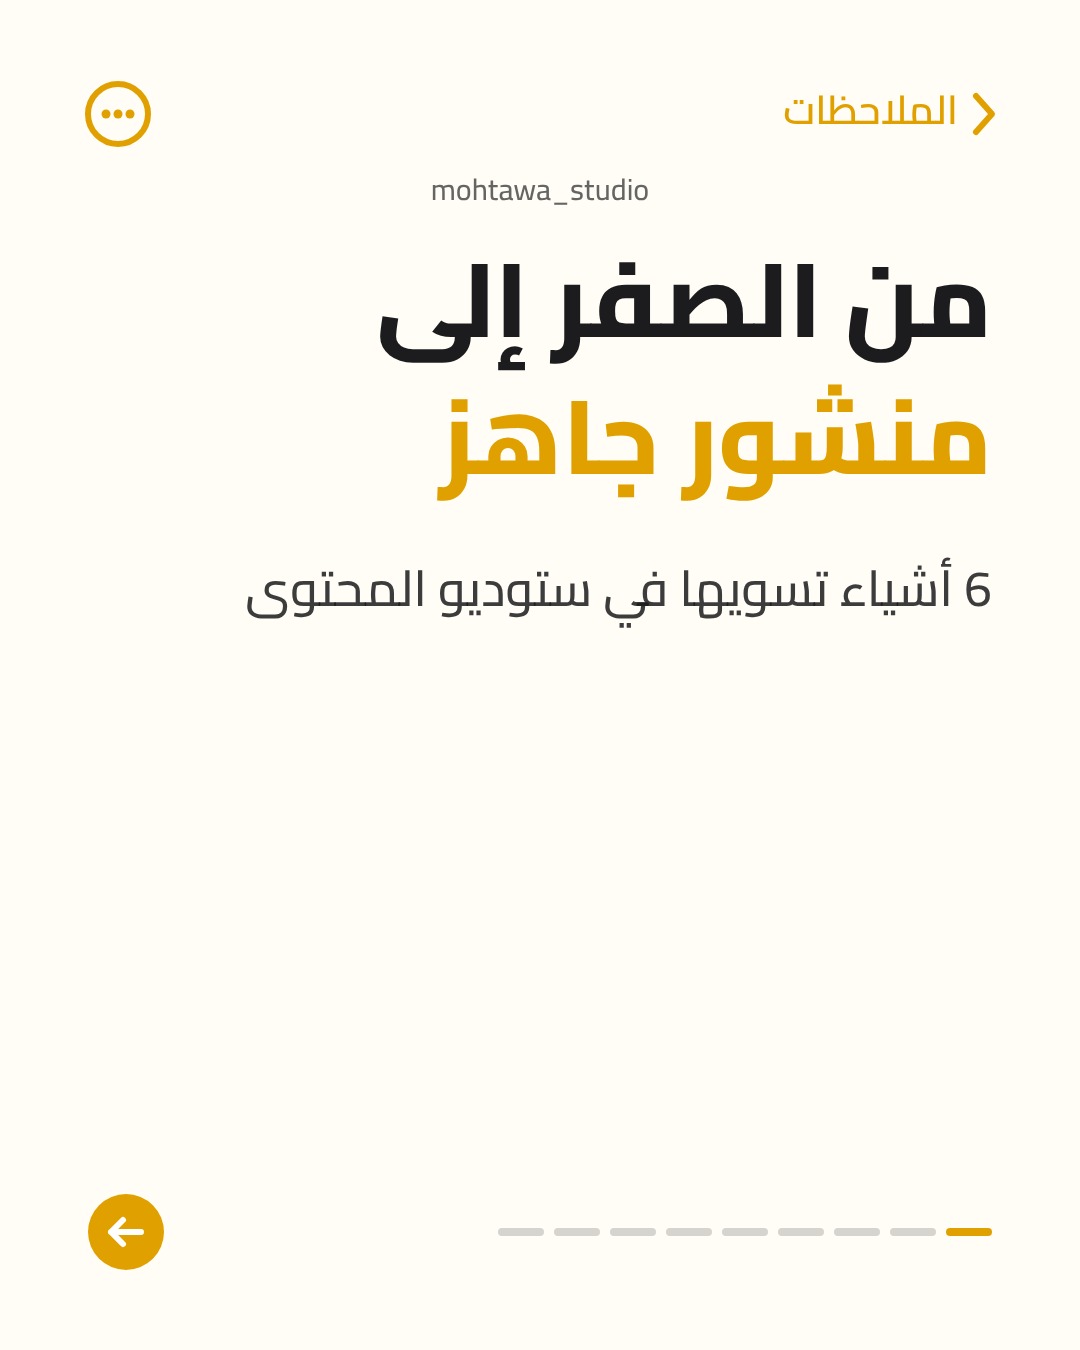 الملاحظات
mohtawa_studio
من الصفر إلى
منشور جاهز
6 أشياء تسويها في ستوديو المحتوى